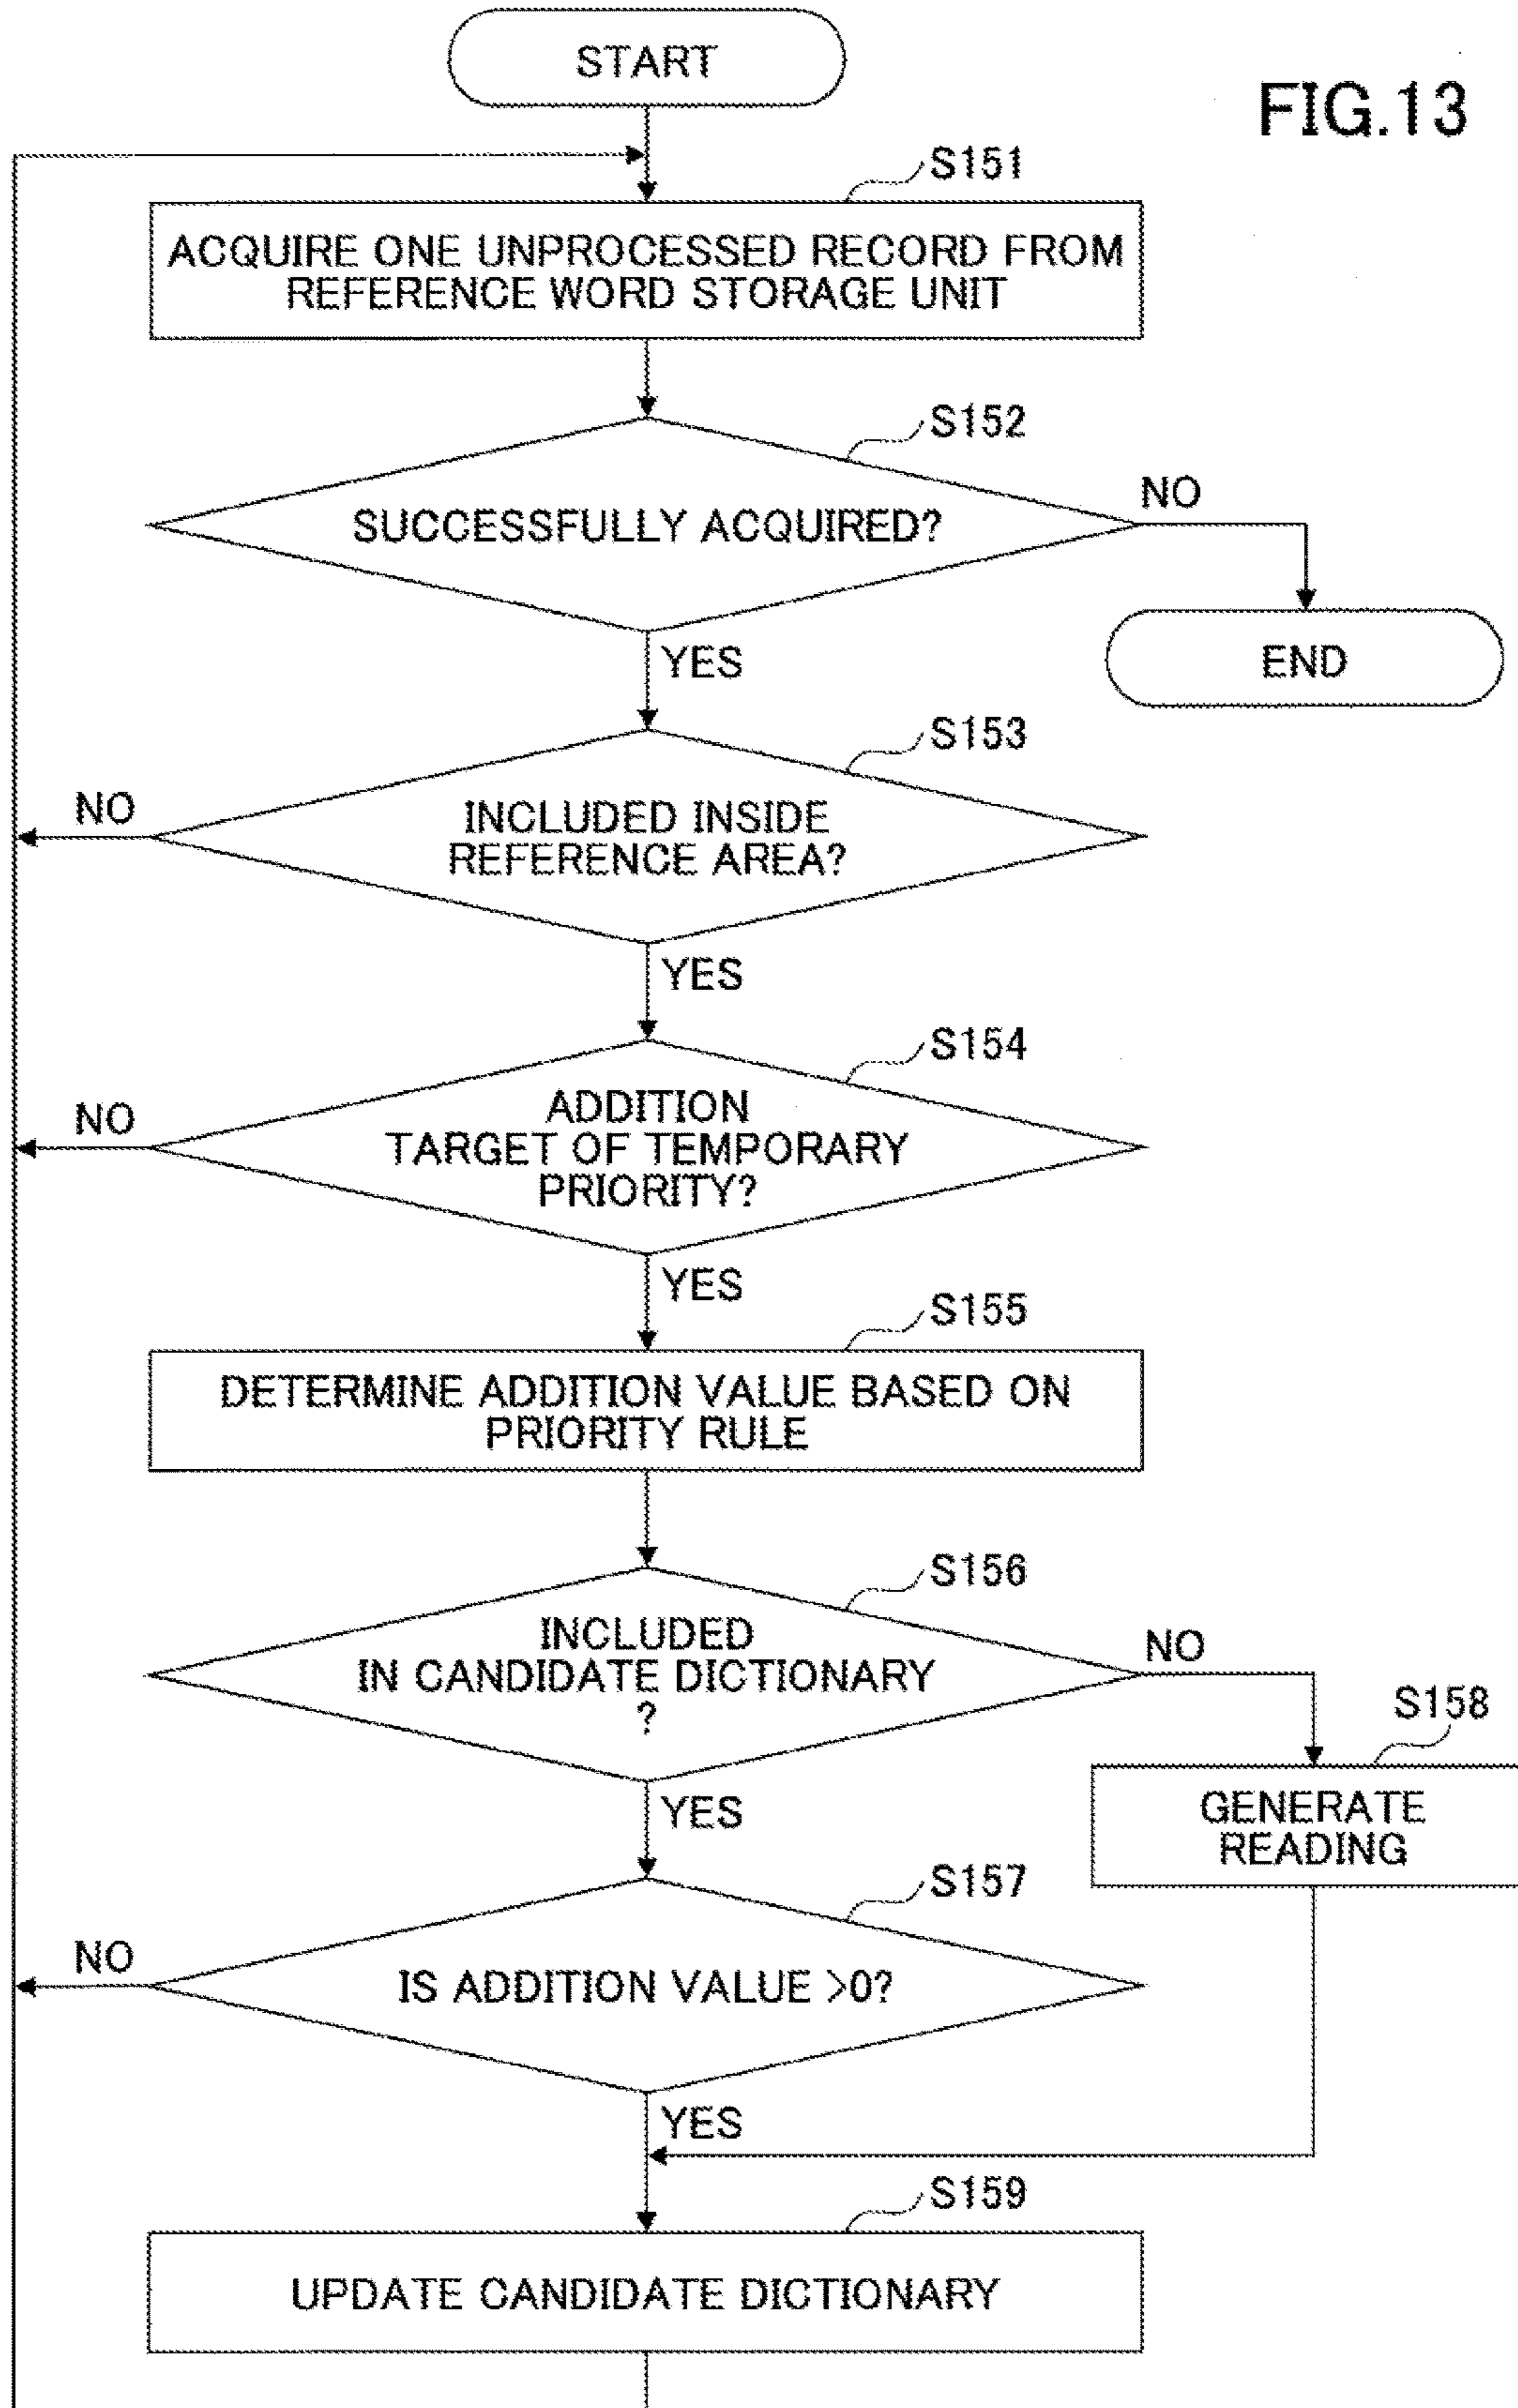 START
FIG.13
S151
ACQUIRE ONE UNPROCESSED RECORD FROM
REFERENCE WORD STORAGE UNIT
S152
SUCCESSFULLY ACQUIRED?
NO
END
YES
S153
INCLUDED INSIDE
REFERENCE AREA?
NO
YES
S154
ADDITION
TARGET OF TEMPORARY
PRIORITY?
NO
YES
S155
DETERMINE ADDITION VALUE BASED ON
PRIORITY RULE
S156
INCLUDED
IN CANDIDATE DICTIONARY
?
NO
S158
GENERATE
READING
YES
S157
IS ADDITION VALUE >0?
NO
YES
S159
UPDATE CANDIDATE DICTIONARY